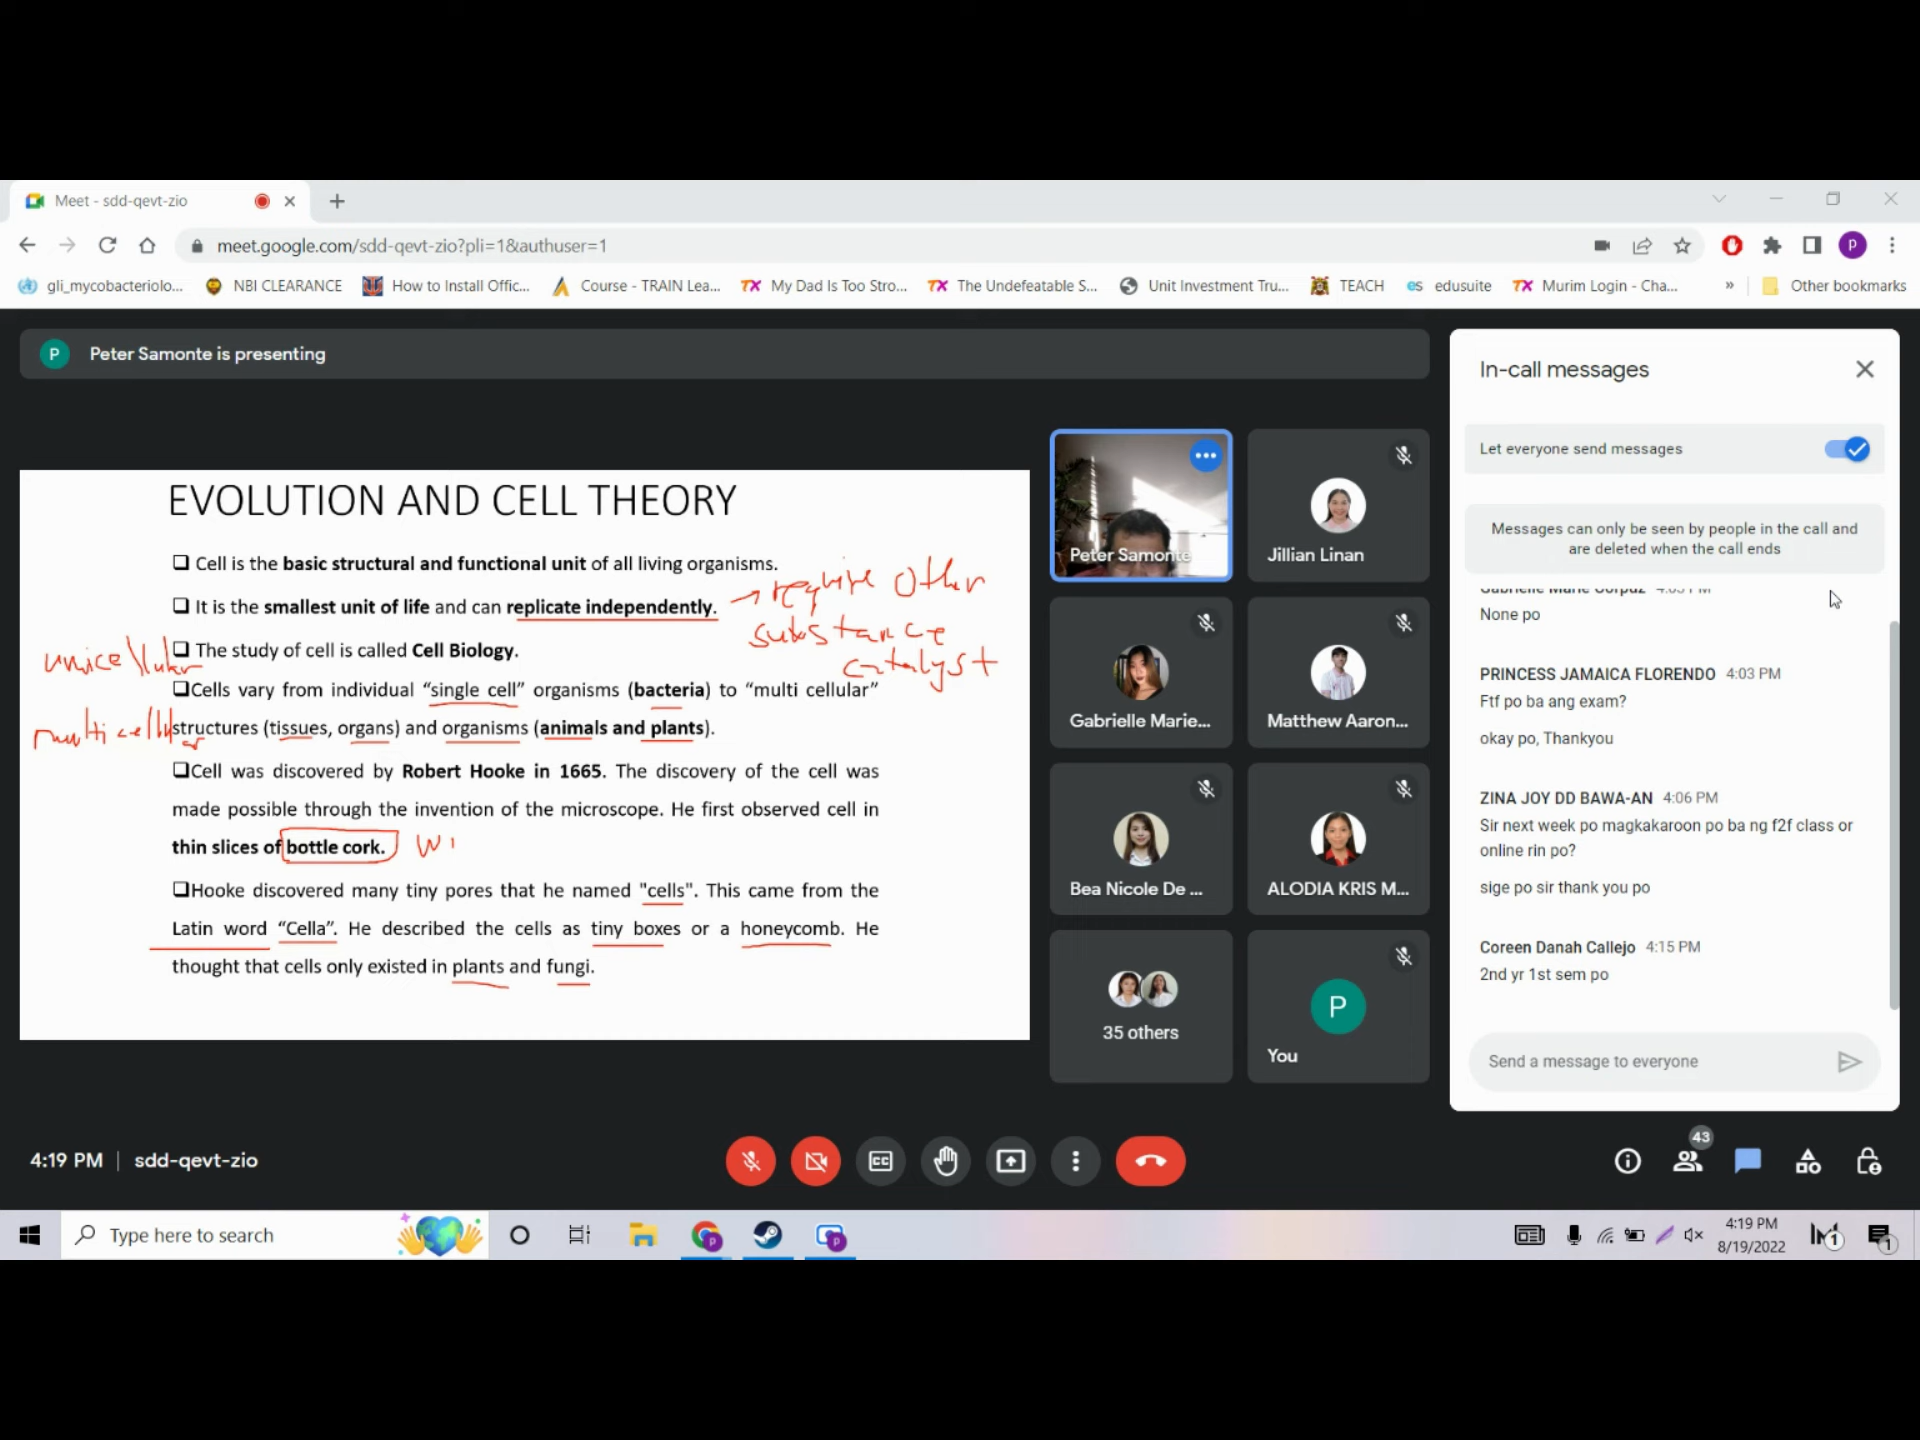 Meet - sdd-qevt-zio
meet.google.com/sdd-qevt-zio?pli=1&authuser=1
gli_mycobacteriolo... NBI CLEARANCE How to Install Offic... Course - TRAIN Lea... My Dad Is Too Stro... The Undefeatable S... Unit Investment Tru... TEACH es edusuite Murim Login - Cha... » Other bookmarks
P Peter Samonte is presenting
EVOLUTION AND CELL THEORY
Cell is the basic structural and functional unit of all living organisms.
It is the smallest unit of life and can replicate independently.
require other
substance
catalyst
The study of cell is called Cell Biology.
unicellular
Cells vary from individual “single cell” organisms (bacteria) to “multi cellular”
structures (tissues, organs) and organisms (animals and plants).
multicellular
Cell was discovered by Robert Hooke in 1665. The discovery of the cell was
made possible through the invention of the microscope. He first observed cell in
thin slices of bottle cork.
Hooke discovered many tiny pores that he named "cells". This came from the
Latin word “Cella”. He described the cells as tiny boxes or a honeycomb. He
thought that cells only existed in plants and fungi.
Peter Samonte
Jillian Linan
Gabrielle Marie...
Matthew Aaron...
Bea Nicole De ...
ALODIA KRIS M...
35 others
P
You
In-call messages
Let everyone send messages
Messages can only be seen by people in the call and
are deleted when the call ends
None po
PRINCESS JAMAICA FLORENDO 4:03 PM
Ftf po ba ang exam?
okay po, Thankyou
ZINA JOY DD BAWA-AN 4:06 PM
Sir next week po magkakaroon po ba ng f2f class or
online rin po?
sige po sir thank you po
Coreen Danah Callejo 4:15 PM
2nd yr 1st sem po
Send a message to everyone
4:19 PM | sdd-qevt-zio
CC
43
Type here to search
4:19 PM
8/19/2022
1
1